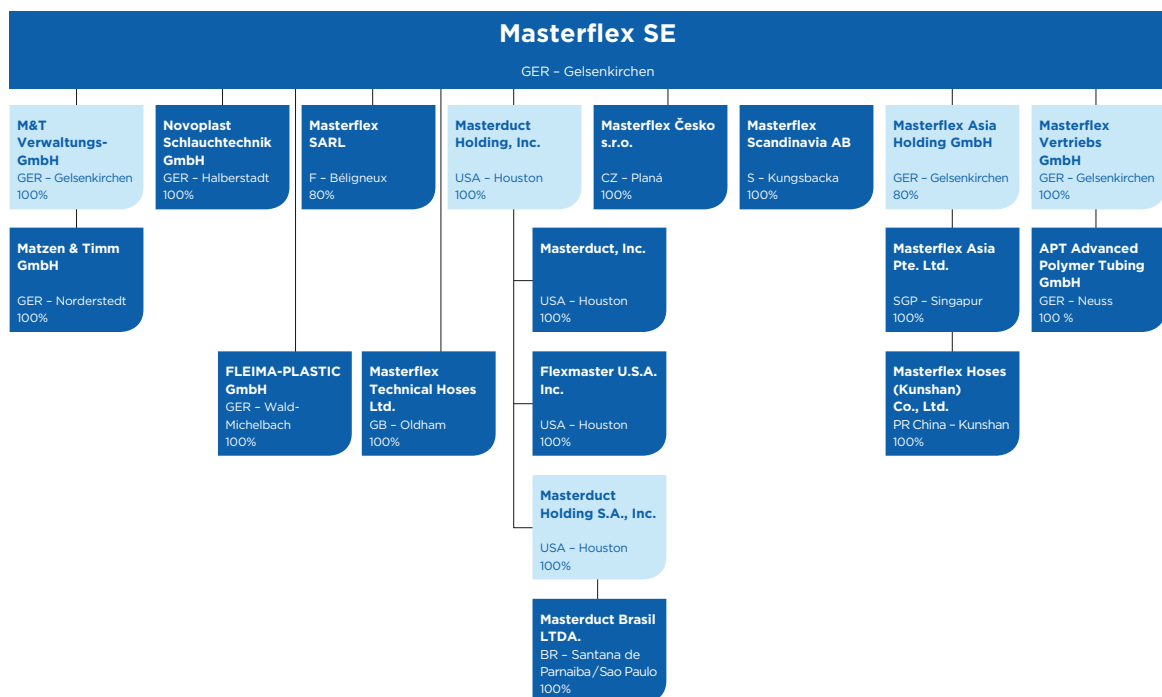 Masterflex SE
GER – Gelsenkirchen
M&T
Verwaltungs-
GmbH
GER – Gelsenkirchen
100%
Novoplast
Schlauchtechnik
GmbH
GER – Halberstadt
100%
Masterflex
SARL
F – Béligneux
80%
Masterduct
Holding, Inc.
USA – Houston
100%
Masterflex Česko
s.r.o.
CZ – Planá
100%
Masterflex
Scandinavia AB
S – Kungsbacka
100%
Masterflex Asia
Holding GmbH
GER – Gelsenkirchen
80%
Masterflex
Vertriebs
GmbH
GER – Gelsenkirchen
100%
Matzen & Timm
GmbH
GER – Norderstedt
100%
Masterduct, Inc.
USA – Houston
100%
Masterflex Asia
Pte. Ltd.
SGP – Singapur
100%
APT Advanced
Polymer Tubing
GmbH
GER – Neuss
100 %
FLEIMA-PLASTIC
GmbH
GER – Wald-
Michelbach
100%
Masterflex
Technical Hoses
Ltd.
GB – Oldham
100%
Flexmaster U.S.A.
Inc.
USA – Houston
100%
Masterflex Hoses
(Kunshan)
Co., Ltd.
PR China – Kunshan
100%
Masterduct
Holding S.A., Inc.
USA – Houston
100%
Masterduct Brasil
LTDA.
BR – Santana de
Parnaiba/Sao Paulo
100%